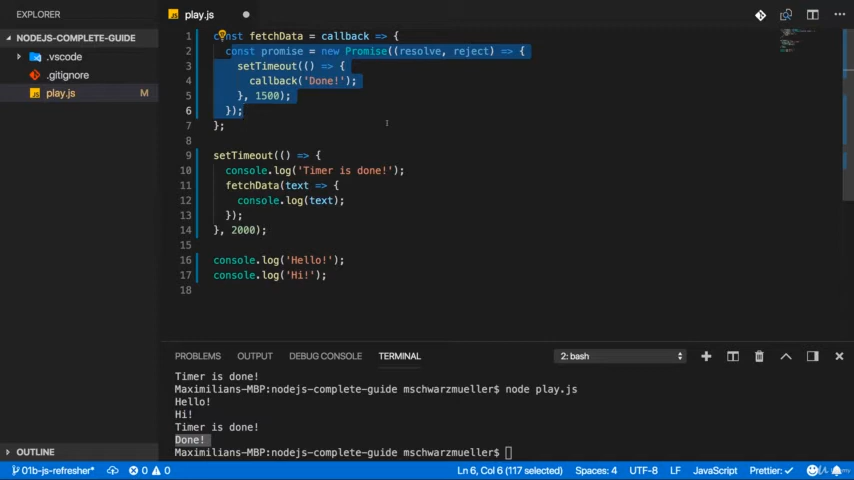 EXPLORER
play.js
NODEJS-COMPLETE-GUIDE
.vscode
.gitignore
play.js M
1 const fetchData = callback => {
2 const promise = new Promise((resolve, reject) => {
3 setTimeout(() => {
4 callback('Done!');
5 }, 1500);
6 });
7 };
8
9 setTimeout(() => {
10 console.log('Timer is done!');
11 fetchData(text => {
12 console.log(text);
13 });
14 }, 2000);
15
16 console.log('Hello!');
17 console.log('Hi!');
18
PROBLEMS OUTPUT DEBUG CONSOLE TERMINAL 2: bash
Timer is done!
Maximilians-MBP:nodejs-complete-guide mschwarzmueller$ node play.js
Hello!
Hi!
Timer is done!
Done!
Maximilians-MBP:nodejs-complete-guide mschwarzmueller$
OUTLINE
01b-js-refresher* 0 0 Ln 6, Col 6 (117 selected) Spaces: 4 UTF-8 LF JavaScript Prettier: ✓